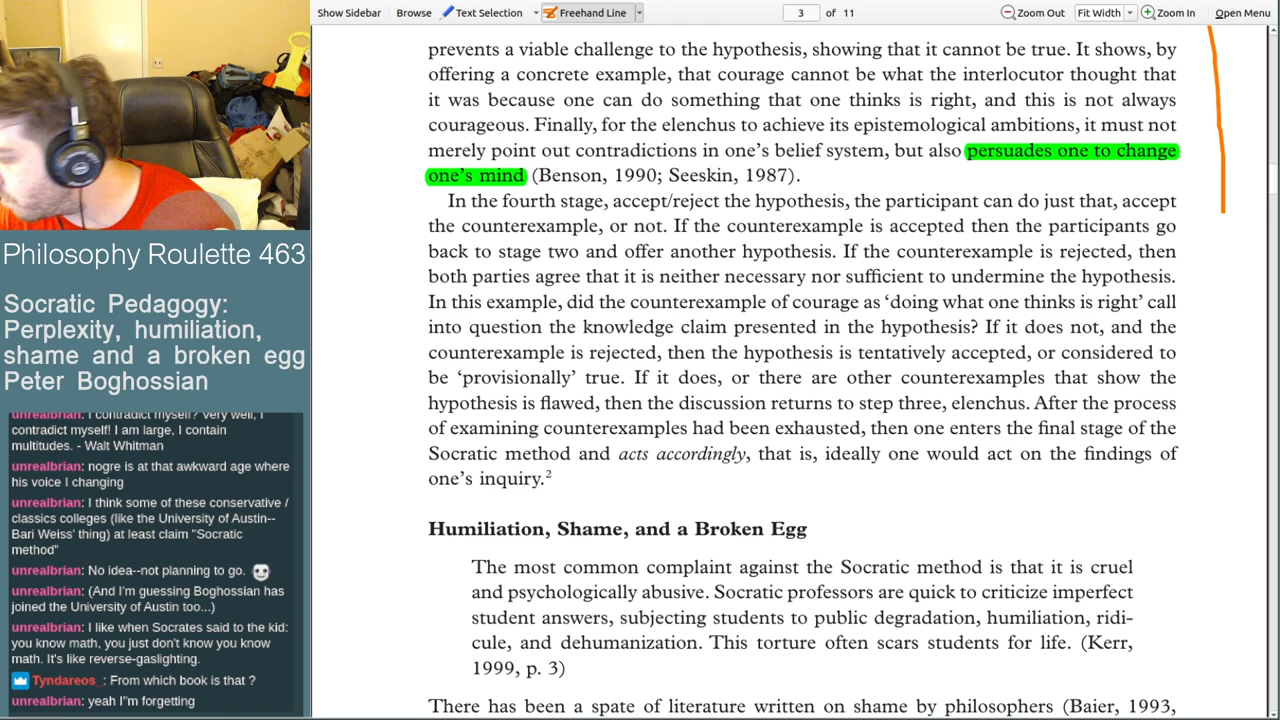 Show Sidebar Browse Text Selection Freehand Line 3 of 11 Zoom Out Fit Width Zoom In Open Menu
prevents a viable challenge to the hypothesis, showing that it cannot be true. It shows, by
offering a concrete example, that courage cannot be what the interlocutor thought that
it was because one can do something that one thinks is right, and this is not always
courageous. Finally, for the elenchus to achieve its epistemological ambitions, it must not
merely point out contradictions in one's belief system, but also persuades one to change
one's mind (Benson, 1990; Seeskin, 1987).
In the fourth stage, accept/reject the hypothesis, the participant can do just that, accept
the counterexample, or not. If the counterexample is accepted then the participants go
back to stage two and offer another hypothesis. If the counterexample is rejected, then
both parties agree that it is neither necessary nor sufficient to undermine the hypothesis.
In this example, did the counterexample of courage as 'doing what one thinks is right' call
into question the knowledge claim presented in the hypothesis? If it does not, and the
counterexample is rejected, then the hypothesis is tentatively accepted, or considered to
be 'provisionally' true. If it does, or there are other counterexamples that show the
hypothesis is flawed, then the discussion returns to step three, elenchus. After the process
of examining counterexamples had been exhausted, then one enters the final stage of the
Socratic method and acts accordingly, that is, ideally one would act on the findings of
one's inquiry.2
Humiliation, Shame, and a Broken Egg
The most common complaint against the Socratic method is that it is cruel
and psychologically abusive. Socratic professors are quick to criticize imperfect
student answers, subjecting students to public degradation, humiliation, ridi-
cule, and dehumanization. This torture often scars students for life. (Kerr,
1999, p. 3)
There has been a spate of literature written on shame by philosophers (Baier, 1993,
Philosophy Roulette 463
Socratic Pedagogy:
Perplexity, humiliation,
shame and a broken egg
Peter Boghossian
unrealbrian: I contradict myself? Very well, I
contradict myself! I am large, I contain
multitudes. - Walt Whitman
unrealbrian: nogre is at that awkward age where
his voice I changing
unrealbrian: I think some of these conservative /
classics colleges (like the University of Austin--
Bari Weiss' thing) at least claim "Socratic
method"
unrealbrian: No idea--not planning to go.
unrealbrian: (And I'm guessing Boghossian has
joined the University of Austin too...)
unrealbrian: I like when Socrates said to the kid:
you know math, you just don't know you know
math. It's like reverse-gaslighting.
Tyndareos_: From which book is that ?
unrealbrian: yeah I"m forgetting